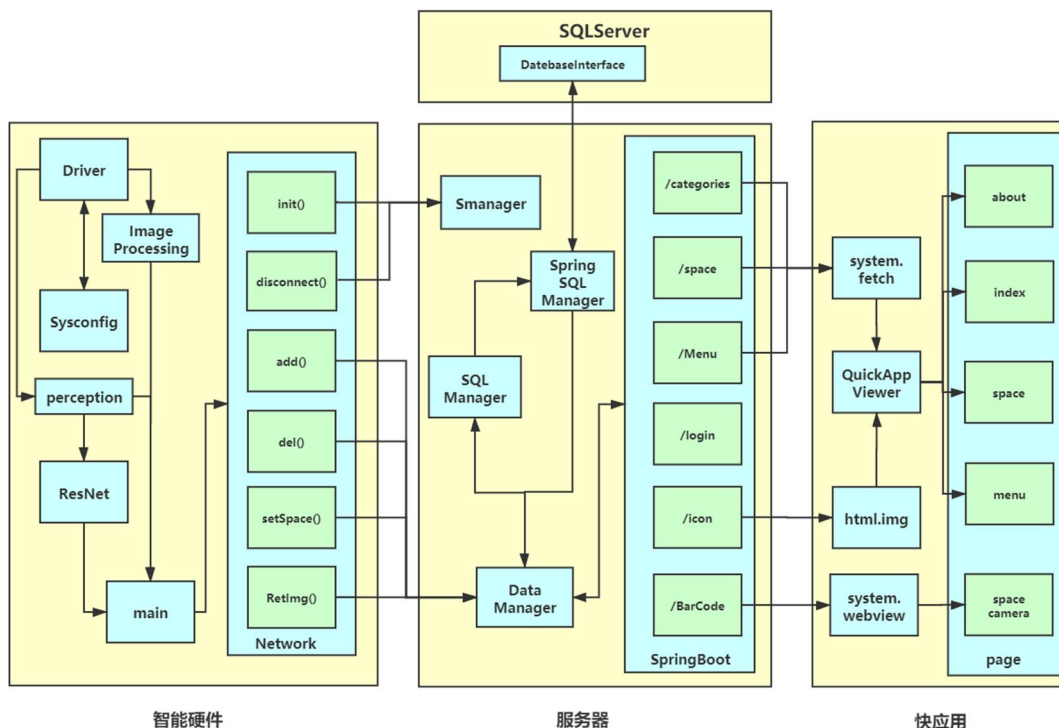 SQLServer
DatebaseInterface
Driver
Image
Processing
Sysconfig
perception
ResNet
main
init()
disconnect()
add()
del()
setSpace()
RetImg()
Network
智能硬件
Smanager
Spring
SQL
Manager
SQL
Manager
Data
Manager
/categories
/space
/Menu
/login
/icon
/BarCode
SpringBoot
服务器
system.
fetch
QuickApp
Viewer
html.img
system.
webview
about
index
space
menu
space
camera
page
快应用